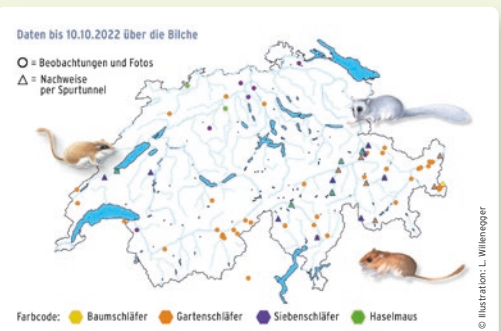 Daten bis 10.10.2022 über die Bilche
O = Beobachtungen und Fotos
△ = Nachweise
per Spurtunnel
Farbcode: Baumschläfer Gartenschläfer Siebenschläfer Haselmaus
© Illustration: L. Willenegger